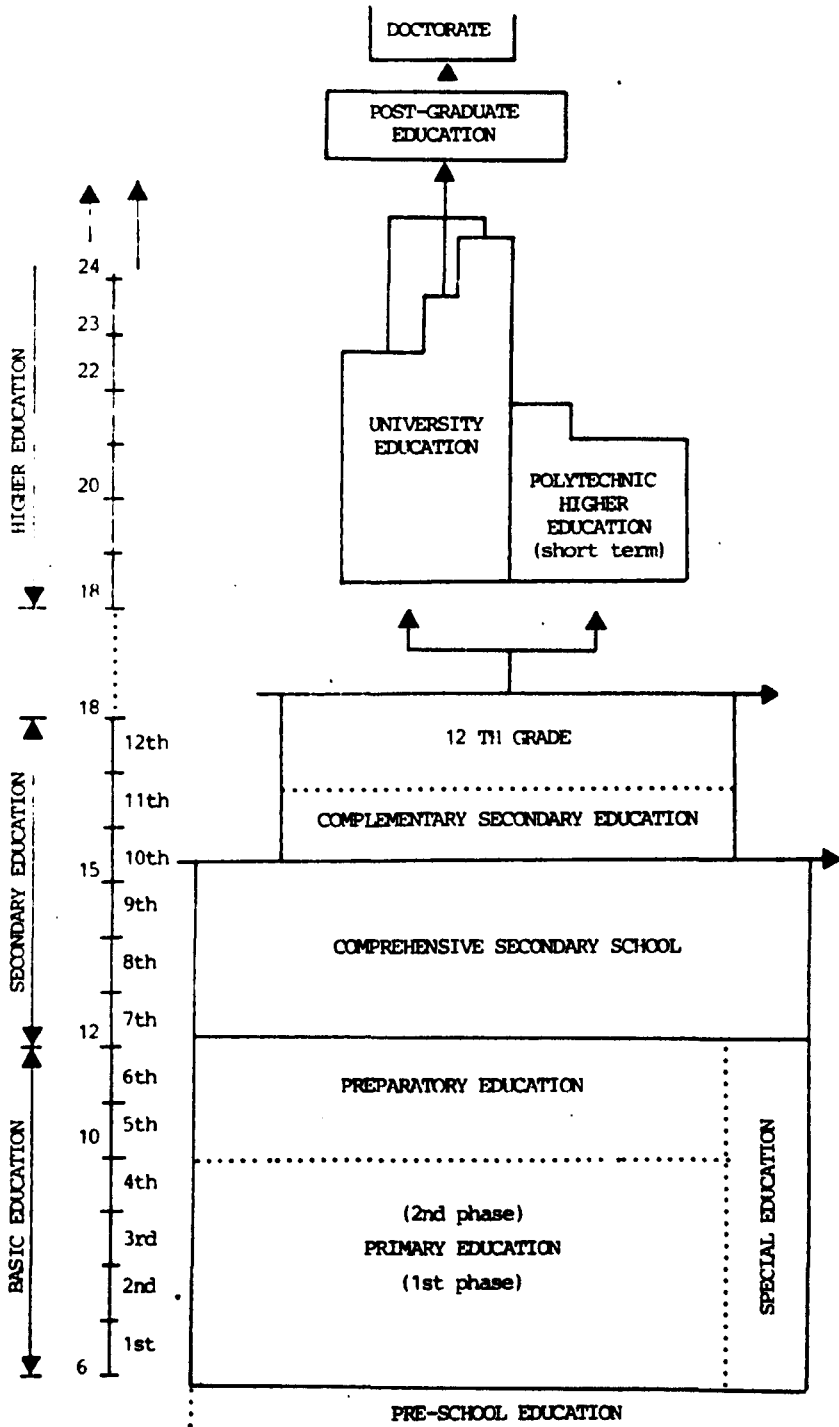 DOCTORATE
POST-GRADUATE
EDUCATION
24
23
22
20
18
HIGHER EDUCATION
UNIVERSITY
EDUCATION
POLYTECHNIC
HIGHER
EDUCATION
(short term)
18
12th
12 TH GRADE
11th
COMPLEMENTARY SECONDARY EDUCATION
10th
15
SECONDARY EDUCATION
9th
COMPREHENSIVE SECONDARY SCHOOL
8th
7th
12
6th
PREPARATORY EDUCATION
5th
10
BASIC EDUCATION
4th
(2nd phase)
3rd
PRIMARY EDUCATION
2nd
(1st phase)
SPECIAL EDUCATION
1st
6
PRE-SCHOOL EDUCATION